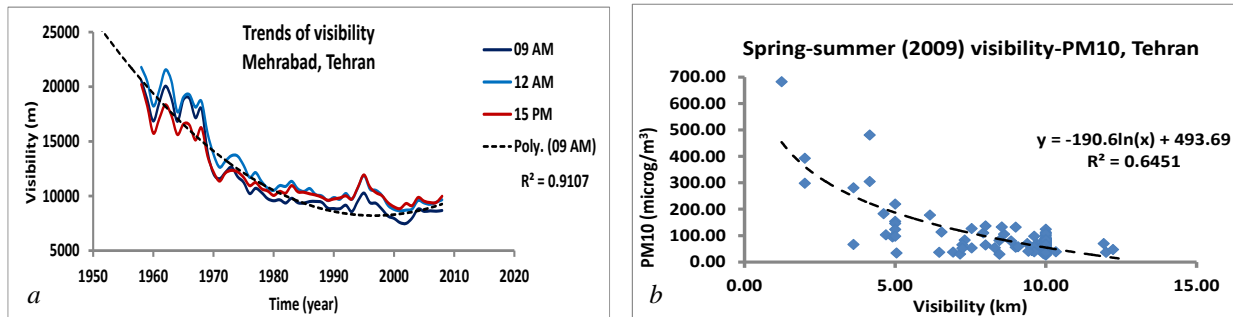 Trends of visibility
Mehrabad, Tehran
Visibility (m)
25000
20000
15000
10000
5000
1950 1960 1970 1980 1990 2000 2010 2020
Time (year)
09 AM
12 AM
15 PM
Poly. (09 AM)
R² = 0.9107
a
Spring-summer (2009) visibility-PM10, Tehran
PM10 (microg/m³)
700.00
600.00
500.00
400.00
300.00
200.00
100.00
0.00
y = -190.6ln(x) + 493.69
R² = 0.6451
0.00 5.00 10.00 15.00
Visibility (km)
b